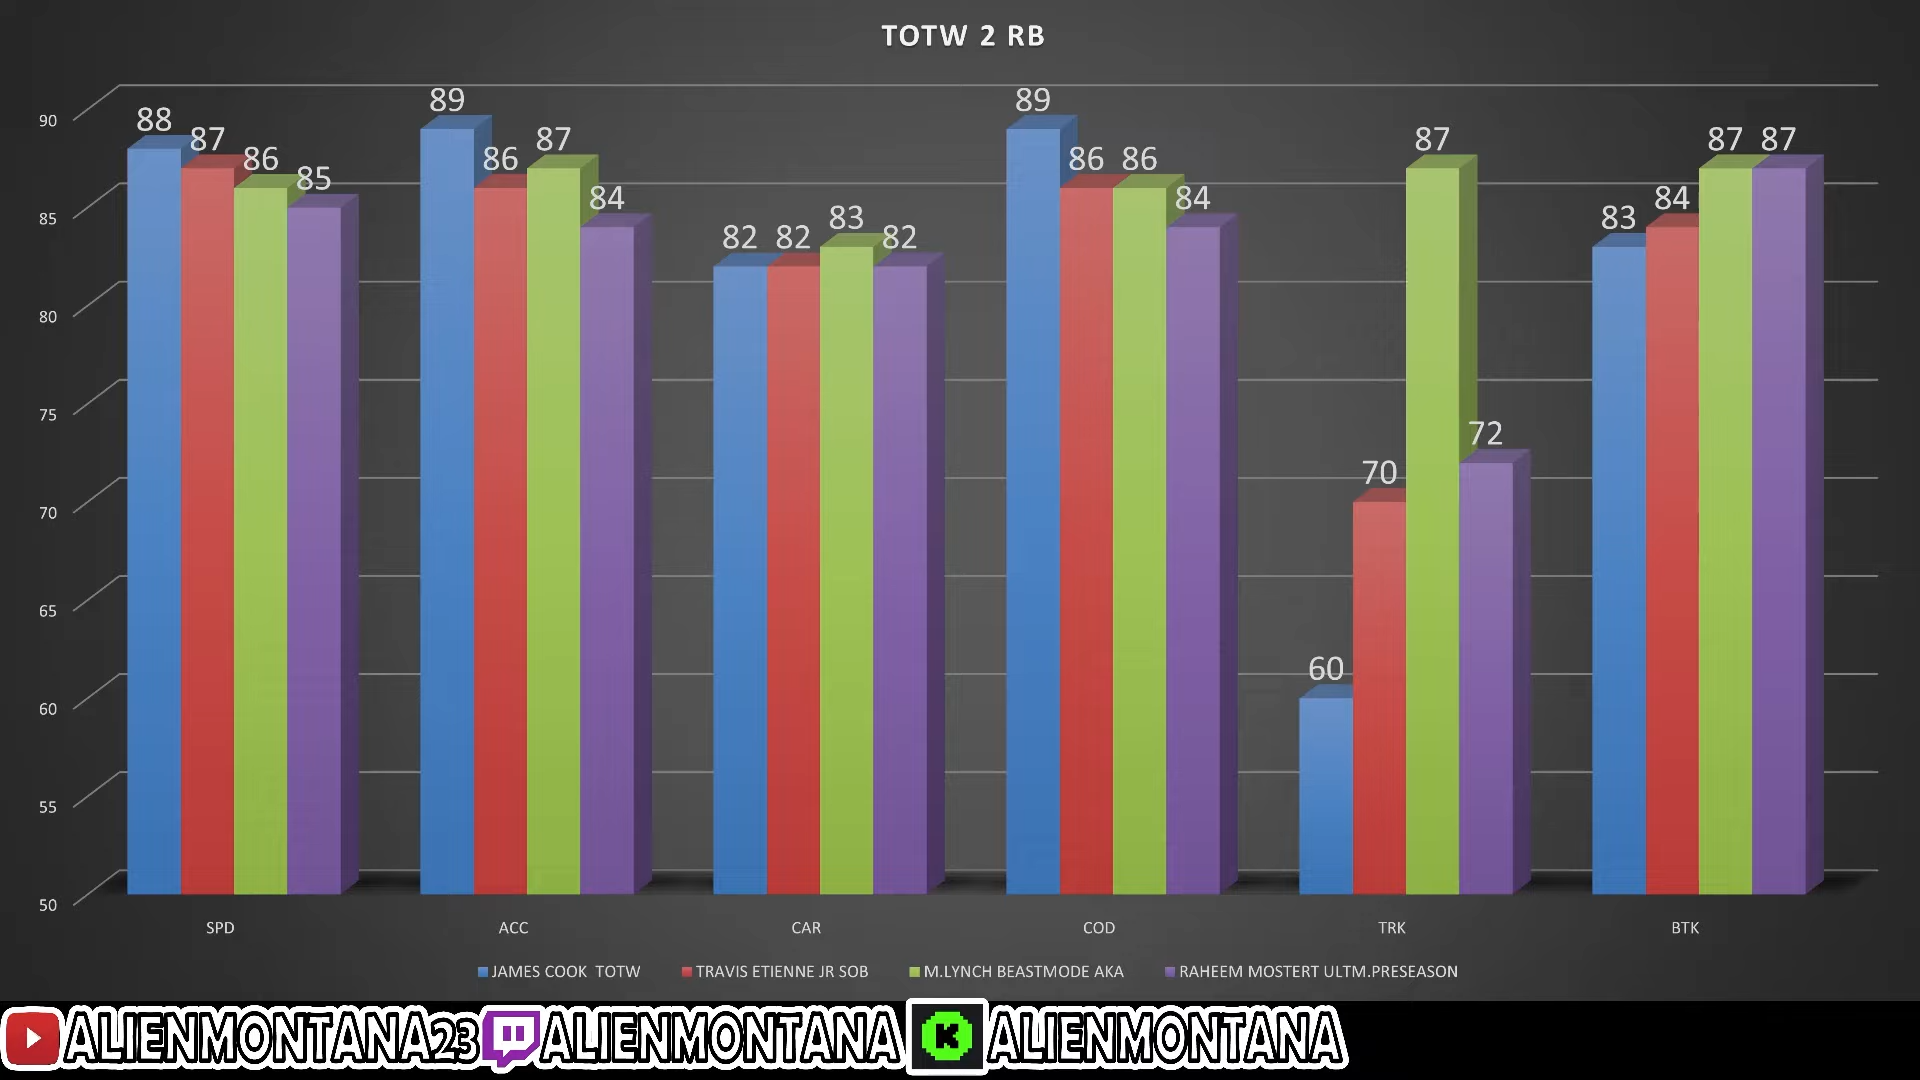 TOTW 2 RB
90
85
80
75
70
65
60
55
50
88 87 86 85
89 86 87 84
82 82 83 82
89 86 86 84
60 70 87 72
83 84 87 87
SPD ACC CAR COD TRK BTK
JAMES COOK TOTW TRAVIS ETIENNE JR SOB M.LYNCH BEASTMODE AKA RAHEEM MOSTERT ULTM.PRESEASON
ALIENMONTANA23 ALIENMONTANA K ALIENMONTANA